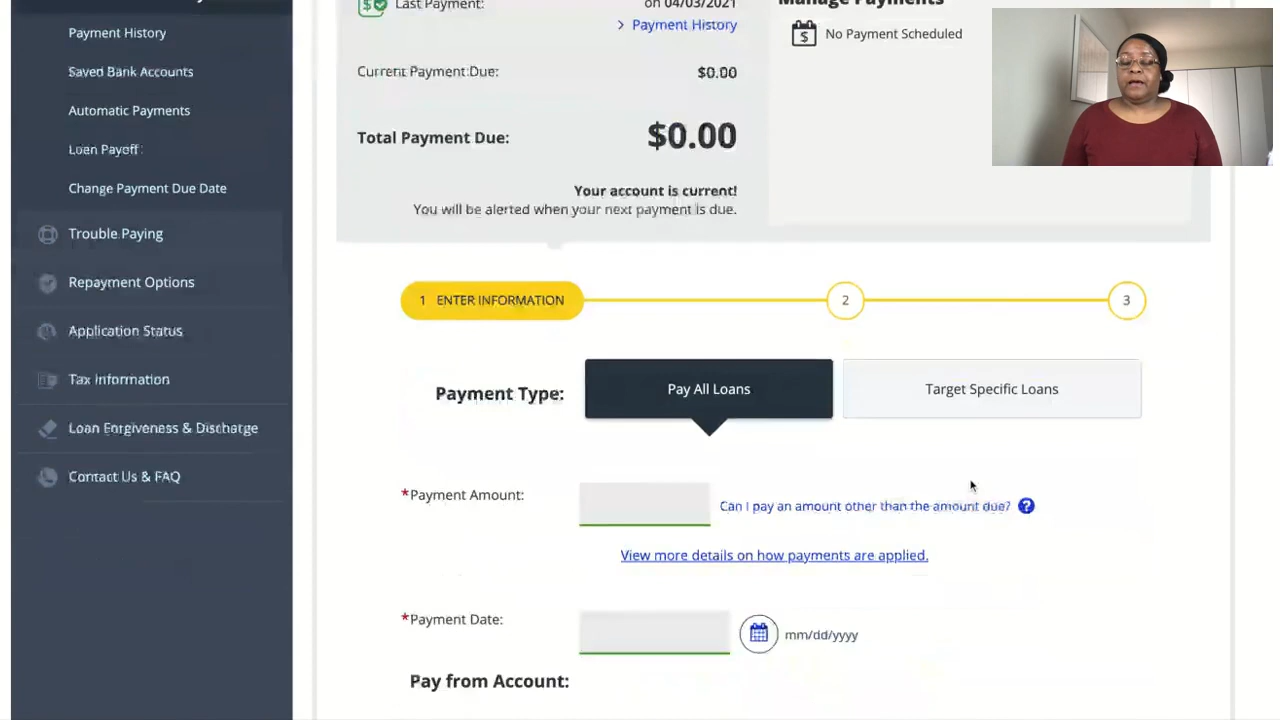 Payment History
Saved Bank Accounts
Automatic Payments
Loan Payoff
Change Payment Due Date
Trouble Paying
Repayment Options
Application Status
Tax Information
Loan Forgiveness & Discharge
Contact Us & FAQ
Last Payment:
on 04/03/2021
> Payment History
Current Payment Due: $0.00
Total Payment Due: $0.00
Your account is current!
You will be alerted when your next payment is due.
Manage Payments
No Payment Scheduled
1 ENTER INFORMATION 2 3
Payment Type: Pay All Loans Target Specific Loans
*Payment Amount: Can I pay an amount other than the amount due? ?
View more details on how payments are applied.
*Payment Date: mm/dd/yyyy
Pay from Account: